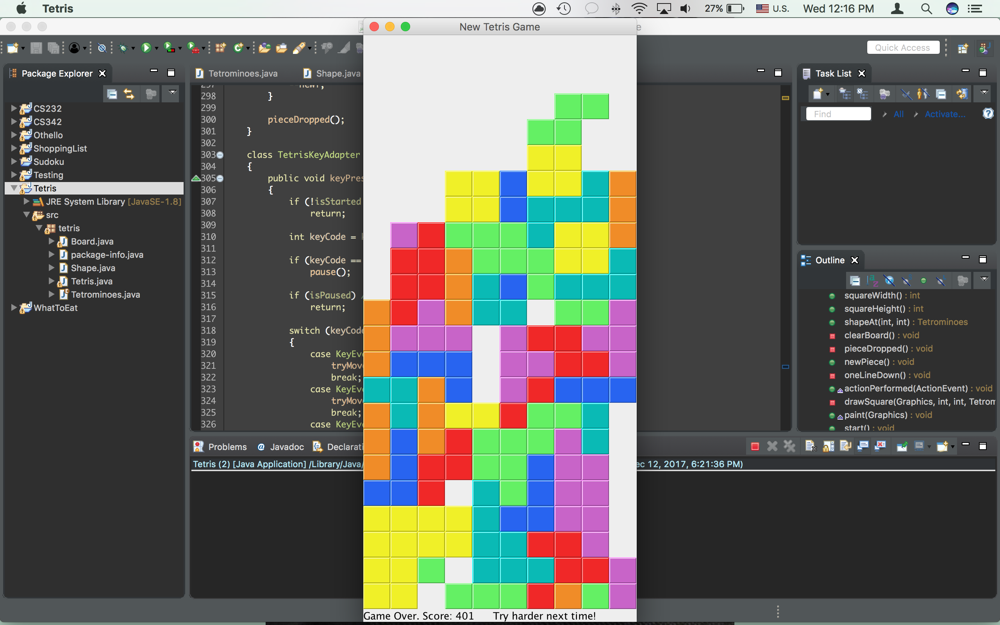 Tetris
27%
U.S.
Wed 12:16 PM
New Tetris Game
Quick Access
Package Explorer
CS232
CS342
Othello
ShoppingList
Sudoku
Testing
Tetris
JRE System Library [JavaSE-1.8]
src
tetris
Board.java
package-info.java
Shape.java
Tetris.java
Tetrominoes.java
WhatToEat
Tetrominoes.java
Shape.java
298 }
299
300 pieceDropped();
301 }
302
303 class TetrisKeyAdapter
304 {
305 public void keyPres
306 {
307 if (!isStarted
308 return;
309
310 int keyCode =
311
312 if (keyCode ==
313 pause();
314
315 if (isPaused)
316 return;
317
318 switch (keyCode
319 {
320 case KeyEv
321 tryMov
322 break;
323 case KeyEv
324 tryMov
325 break;
326 case KeyEv
Game Over. Score: 401 Try harder next time!
Problems
@ Javadoc
Declarati
Tetris (2) [Java Application] /Library/Java/
ec 12, 2017, 6:21:36 PM)
Task List
Find
All
Activate...
Outline
squareWidth() : int
squareHeight() : int
shapeAt(int, int) : Tetrominoes
clearBoard() : void
pieceDropped() : void
newPiece() : void
oneLineDown() : void
actionPerformed(ActionEvent) : void
drawSquare(Graphics, int, int, Tetrom
paint(Graphics) : void
start() : void